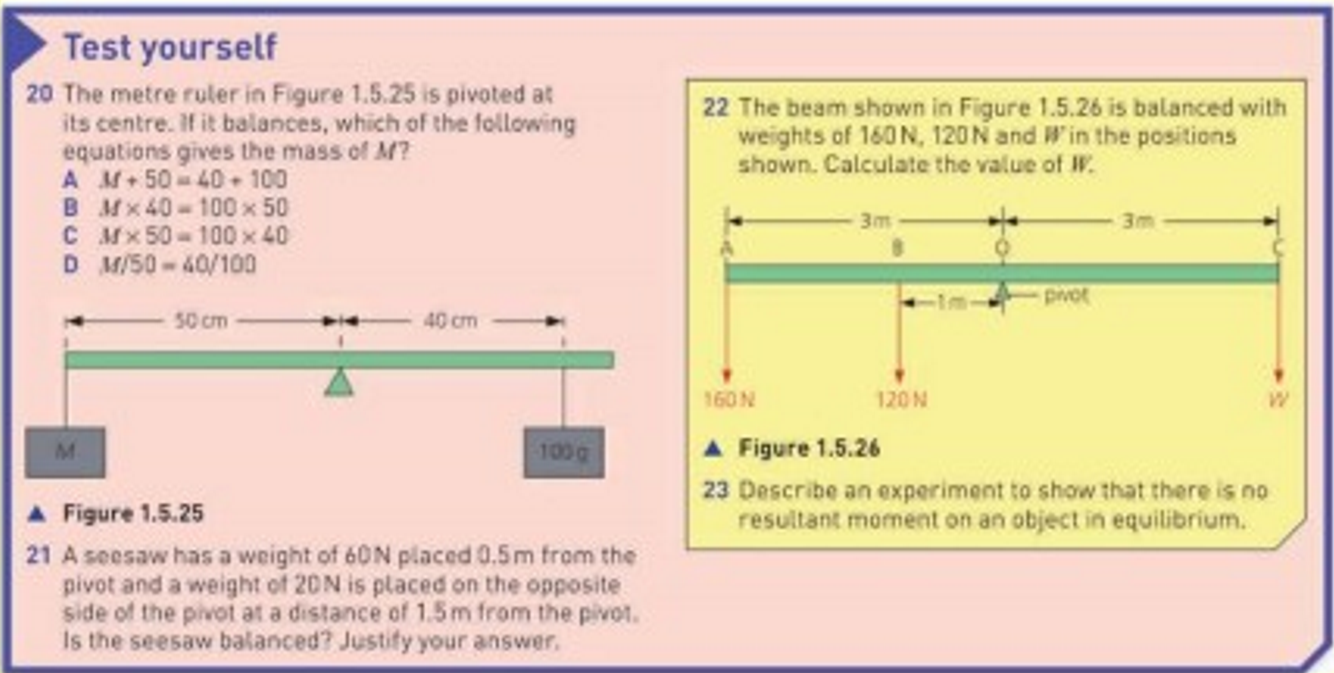 Test yourself
20 The metre ruler in Figure 1.5.25 is pivoted at
its centre. If it balances, which of the following
equations gives the mass of M?
A M + 50 = 40 + 100
B M × 40 = 100 × 50
C M × 50 = 100 × 40
D M/50 = 40/100
50 cm
40 cm
M
100 g
▲ Figure 1.5.25
21 A seesaw has a weight of 60 N placed 0.5 m from the
pivot and a weight of 20 N is placed on the opposite
side of the pivot at a distance of 1.5 m from the pivot.
Is the seesaw balanced? Justify your answer.
22 The beam shown in Figure 1.5.26 is balanced with
weights of 160 N, 120 N and W in the positions
shown. Calculate the value of W.
3 m
3 m
A
B
O
C
1 m
pivot
160 N
120 N
W
▲ Figure 1.5.26
23 Describe an experiment to show that there is no
resultant moment on an object in equilibrium.